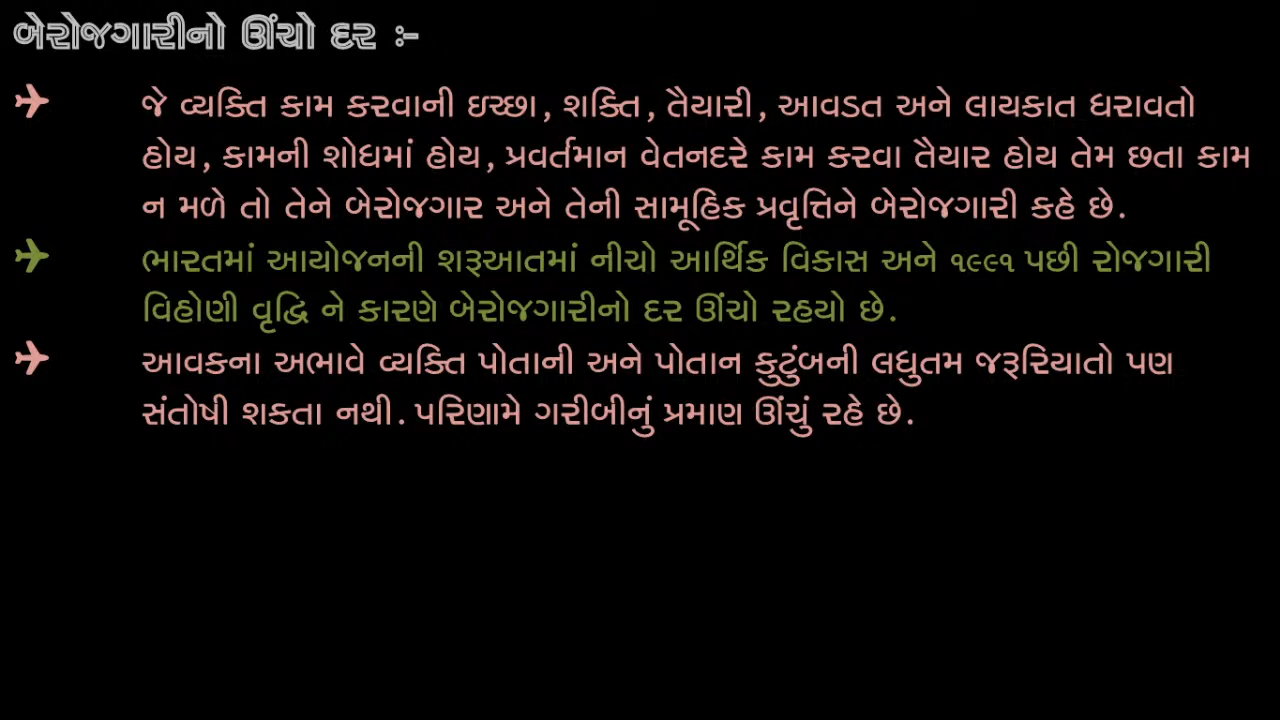 બેરોજગારીનો ઊંચો દર :-
જે વ્યક્તિ કામ કરવાની ઇચ્છા, શક્તિ, તૈયારી, આવડત અને લાયકાત ધરાવતો
હોય, કામની શોધમાં હોય, પ્રવર્તમાન વેતનદરે કામ કરવા તૈયાર હોય તેમ છતા કામ
ન મળે તો તેને બેરોજગાર અને તેની સામૂહિક પ્રવૃત્તિને બેરોજગારી કહે છે.
ભારતમાં આયોજનની શરૂઆતમાં નીચો આર્થિક વિકાસ અને ૧૯૯૧ પછી રોજગારી
વિહોણી વૃદ્ધિ ને કારણે બેરોજગારીનો દર ઊંચો રહયો છે.
આવકના અભાવે વ્યક્તિ પોતાની અને પોતાન કુટુંબની લઘુતમ જરૂરિયાતો પણ
સંતોષી શકતા નથી. પરિણામે ગરીબીનું પ્રમાણ ઊંચું રહે છે.